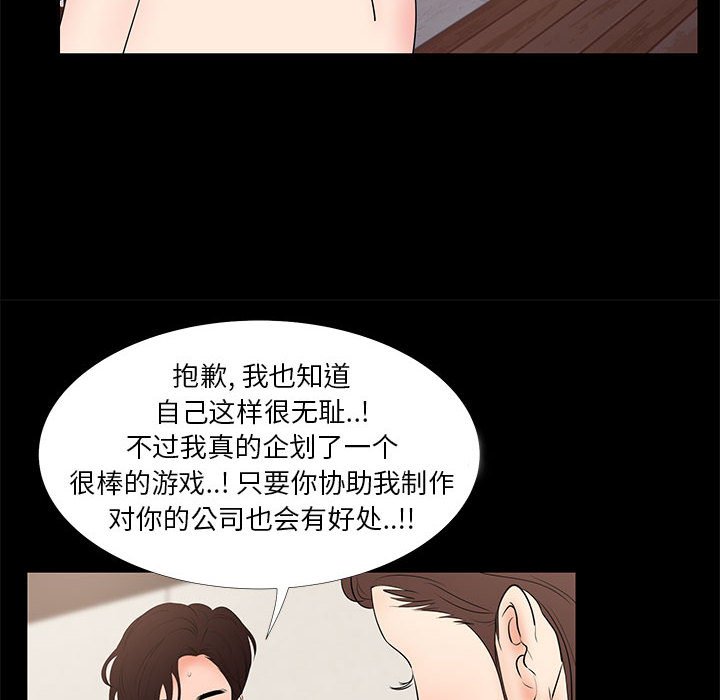 抱歉, 我也知道
自己这样很无耻..!
不过我真的企划了一个
很棒的游戏..! 只要你协助我制作
对你的公司也会有好处..!!